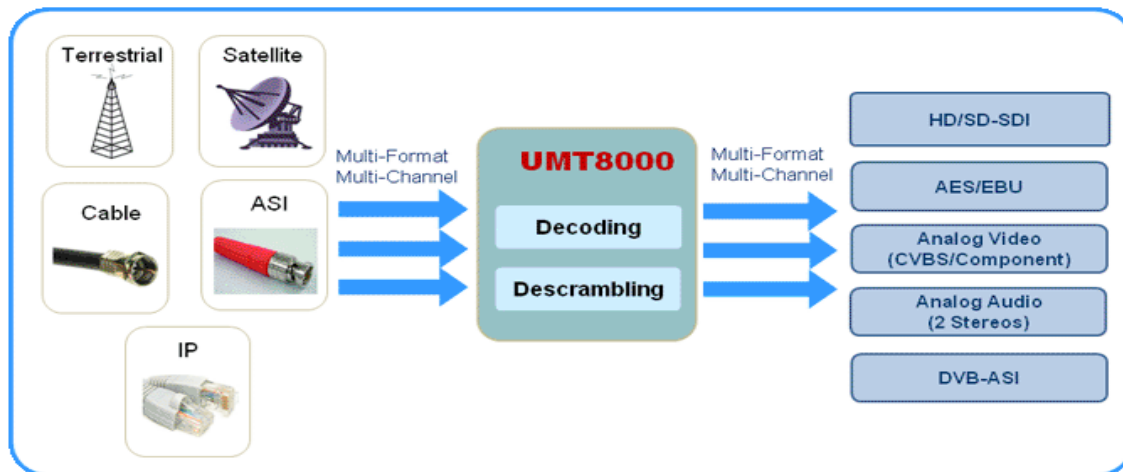 Terrestrial
Satellite
Cable
ASI
IP
Multi-Format
Multi-Channel
UMT8000
Decoding
Descrambling
Multi-Format
Multi-Channel
HD/SD-SDI
AES/EBU
Analog Video
(CVBS/Component)
Analog Audio
(2 Stereos)
DVB-ASI